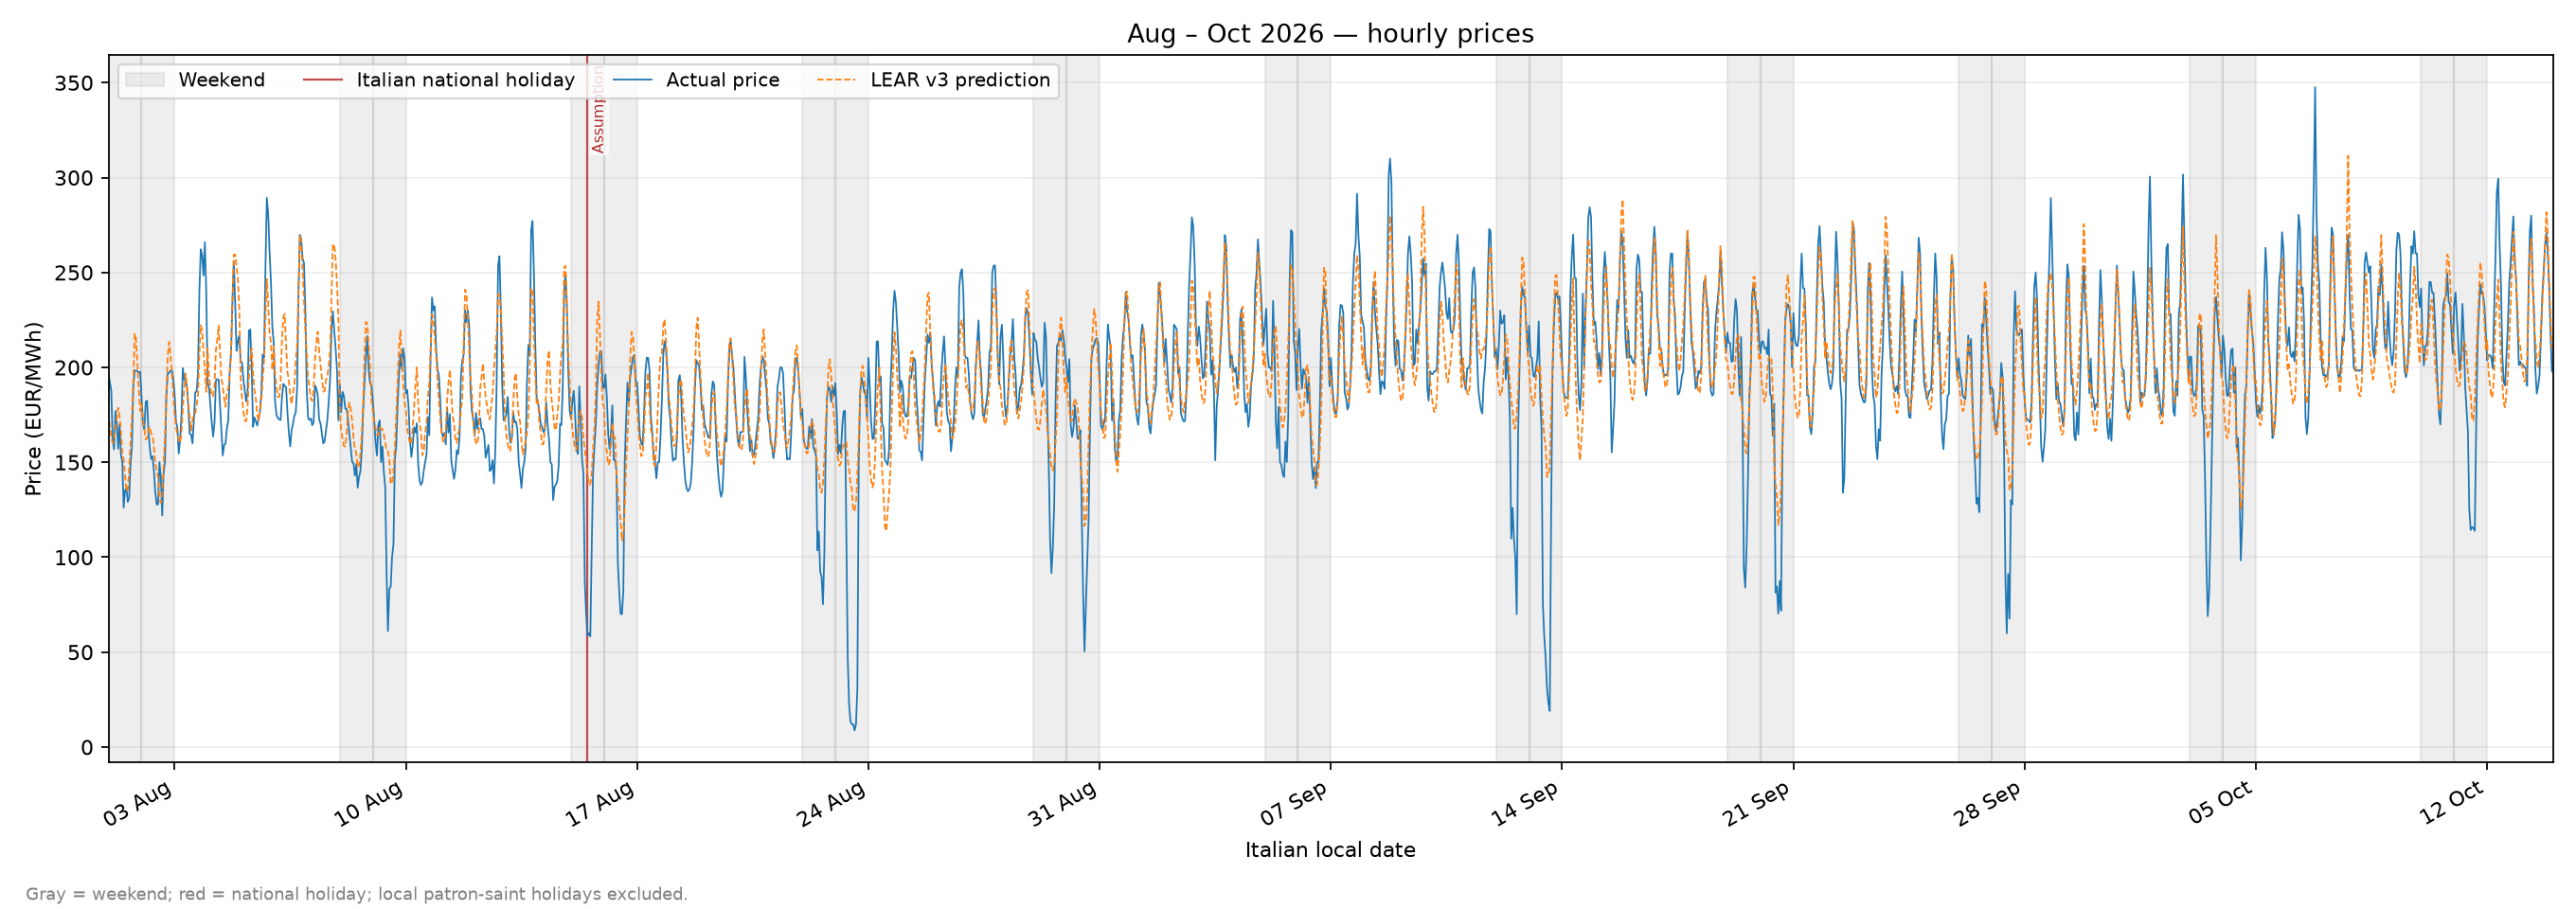 Aug – Oct 2026 — hourly prices
Weekend
Italian national holiday
Actual price
LEAR v3 prediction
Assumption
Price (EUR/MWh)
350
300
250
200
150
100
50
0
03 Aug
10 Aug
17 Aug
24 Aug
31 Aug
07 Sep
14 Sep
21 Sep
28 Sep
05 Oct
12 Oct
Italian local date
Gray = weekend; red = national holiday; local patron-saint holidays excluded.